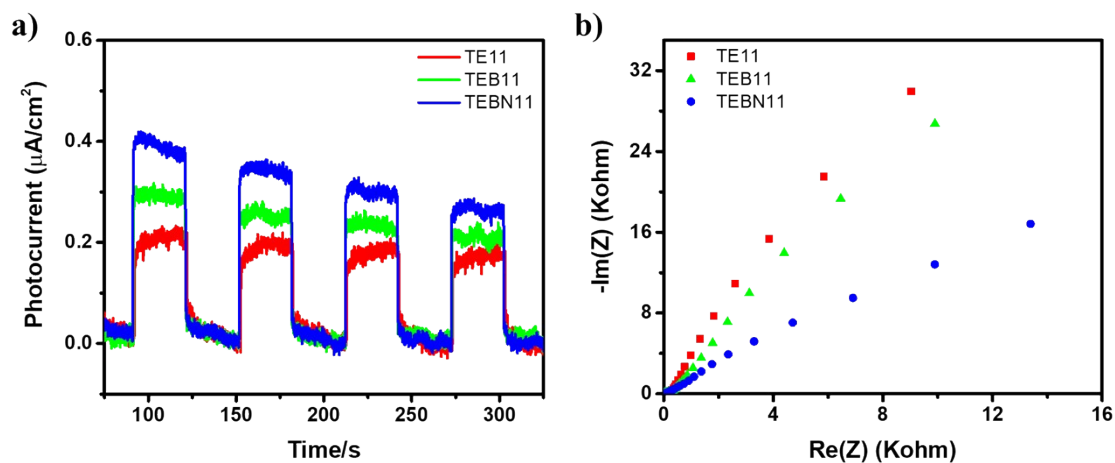 a)
0.6
0.4
0.2
0.0
Photocurrent (μA/cm²)
TE11
TEB11
TEBN11
100 150 200 250 300
Time/s
b)
32
24
16
8
0
-Im(Z) (Kohm)
TE11
TEB11
TEBN11
0 4 8 12 16
Re(Z) (Kohm)